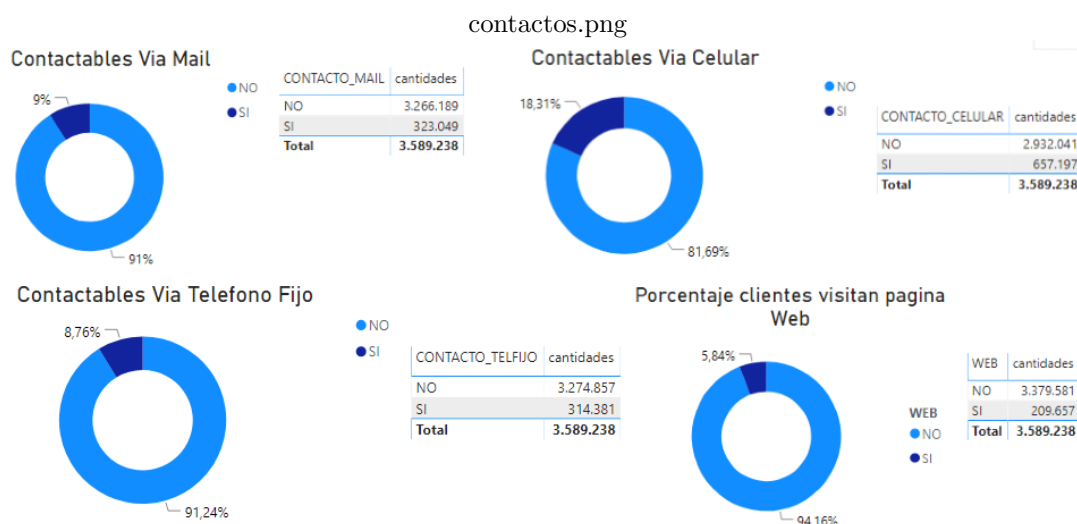 contactos.png
Contactables Via Mail
NO
SI
9%
91%
CONTACTO_MAIL cantidades
NO 3.266.189
SI 323.049
Total 3.589.238
Contactables Via Celular
NO
SI
18,31%
81,69%
CONTACTO_CELULAR cantidades
NO 2.932.041
SI 657.197
Total 3.589.238
Contactables Via Telefono Fijo
NO
SI
8,76%
91,24%
CONTACTO_TELFIJO cantidades
NO 3.274.857
SI 314.381
Total 3.589.238
Porcentaje clientes visitan pagina
Web
5,84%
94,16%
WEB
NO
SI
WEB cantidades
NO 3.379.581
SI 209.657
Total 3.589.238